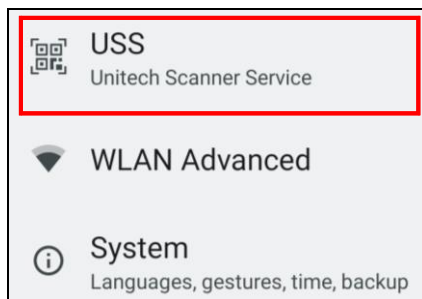 USS
Unitech Scanner Service
WLAN Advanced
System
Languages, gestures, time, backup